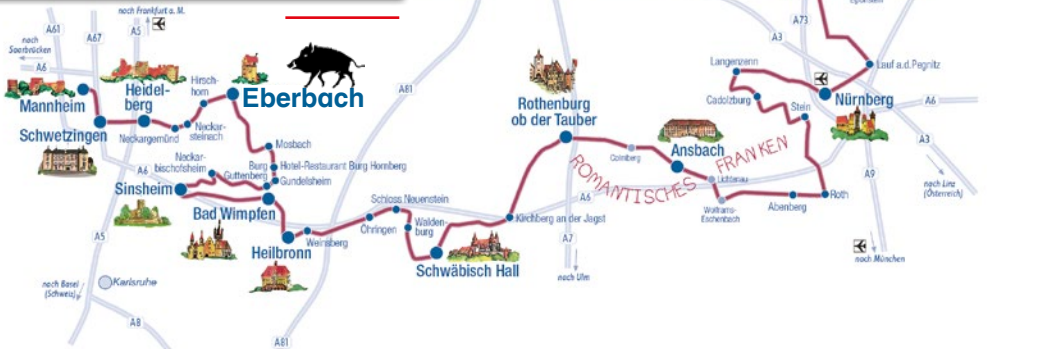 nach Frankfurt a. M.
A61
A67
A5
nach
Saarbrücken
A6
Mannheim
Heidel-
berg
Hirsch-
horn
Eberbach
A81
Schwetzingen
Neckargemünd
Neckar-
steinach
Mosbach
A6
Neckar-
bischofsheim
Burg
Guttenberg
Hotel-Restaurant Burg Hornberg
Gundelsheim
Sinsheim
Bad Wimpfen
A5
Heilbronn
Weinsberg
Öhringen
Schloss Neuenstein
Walden-
burg
Schwäbisch Hall
Kirchberg an der Jagst
nach Basel
(Schweiz)
Karlsruhe
A8
A81
Rothenburg
ob der Tauber
Colmberg
Ansbach
Lichtenau
ROMANTISCHES FRANKEN
A6
Wolframs-
Eschenbach
Abenberg
Roth
A7
nach Ulm
A73
A3
Langenzenn
Cadolzburg
Stein
Lauf a.d.Pegnitz
Nürnberg
A6
A3
A9
nach Linz
(Österreich)
nach München